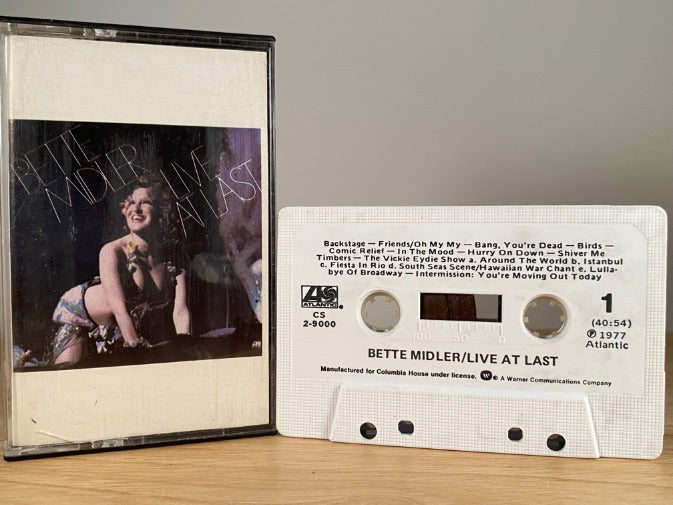 BETTE
MIDLER
LIVE
AT LAST
Backstage — Friends/Oh My My — Bang, You're Dead — Birds —
Comic Relief — In The Mood — Hurry On Down — Shiver Me
Timbers — The Vickie Eydie Show a. Around The World b. Istanbul
c. Fiesta In Rio d. South Seas Scene/Hawaiian War Chant e. Lulla-
bye Of Broadway — Intermission: You're Moving Out Today
ATLANTIC
CS
2-9000
1
(40:54)
℗ 1977
Atlantic
100 50 0
BETTE MIDLER/LIVE AT LAST
Manufactured for Columbia House under license. W ® A Warner Communications Company